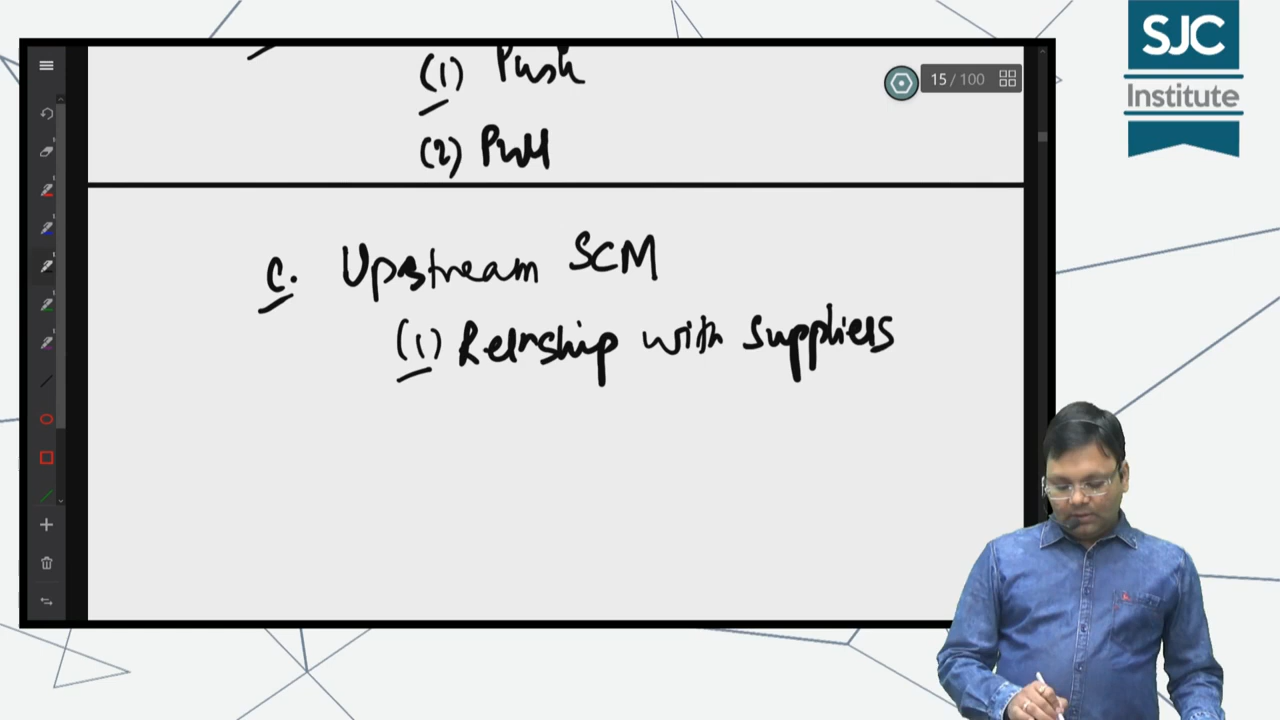 (1) Push
(2) Pull
15 / 100
SJC
Institute
C. Upstream SCM
(1) Relnship with Suppliers